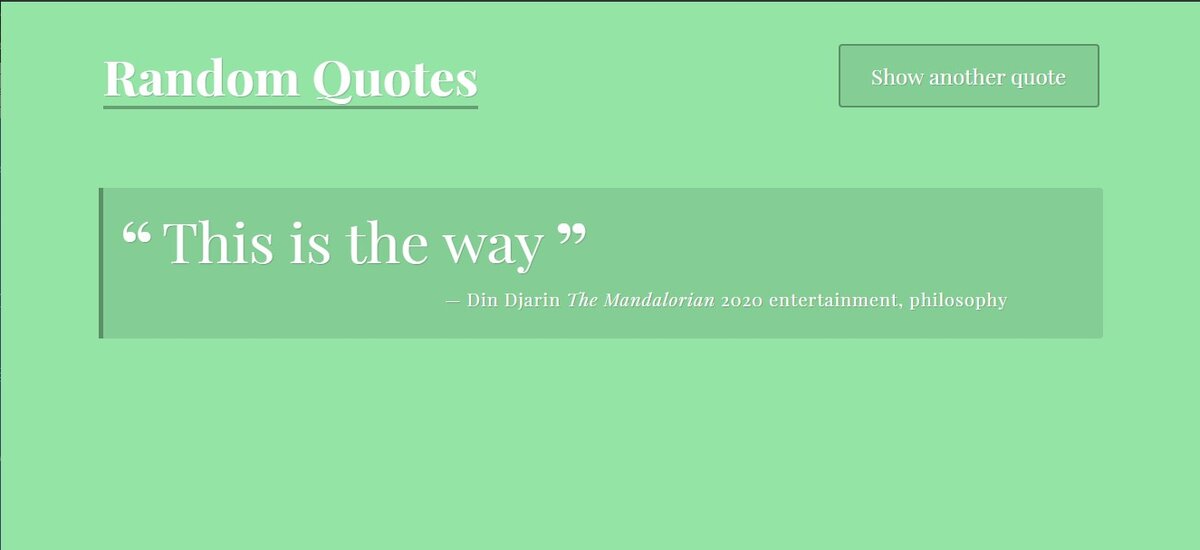 Random Quotes
Show another quote
“ This is the way ”
— Din Djarin The Mandalorian 2020 entertainment, philosophy